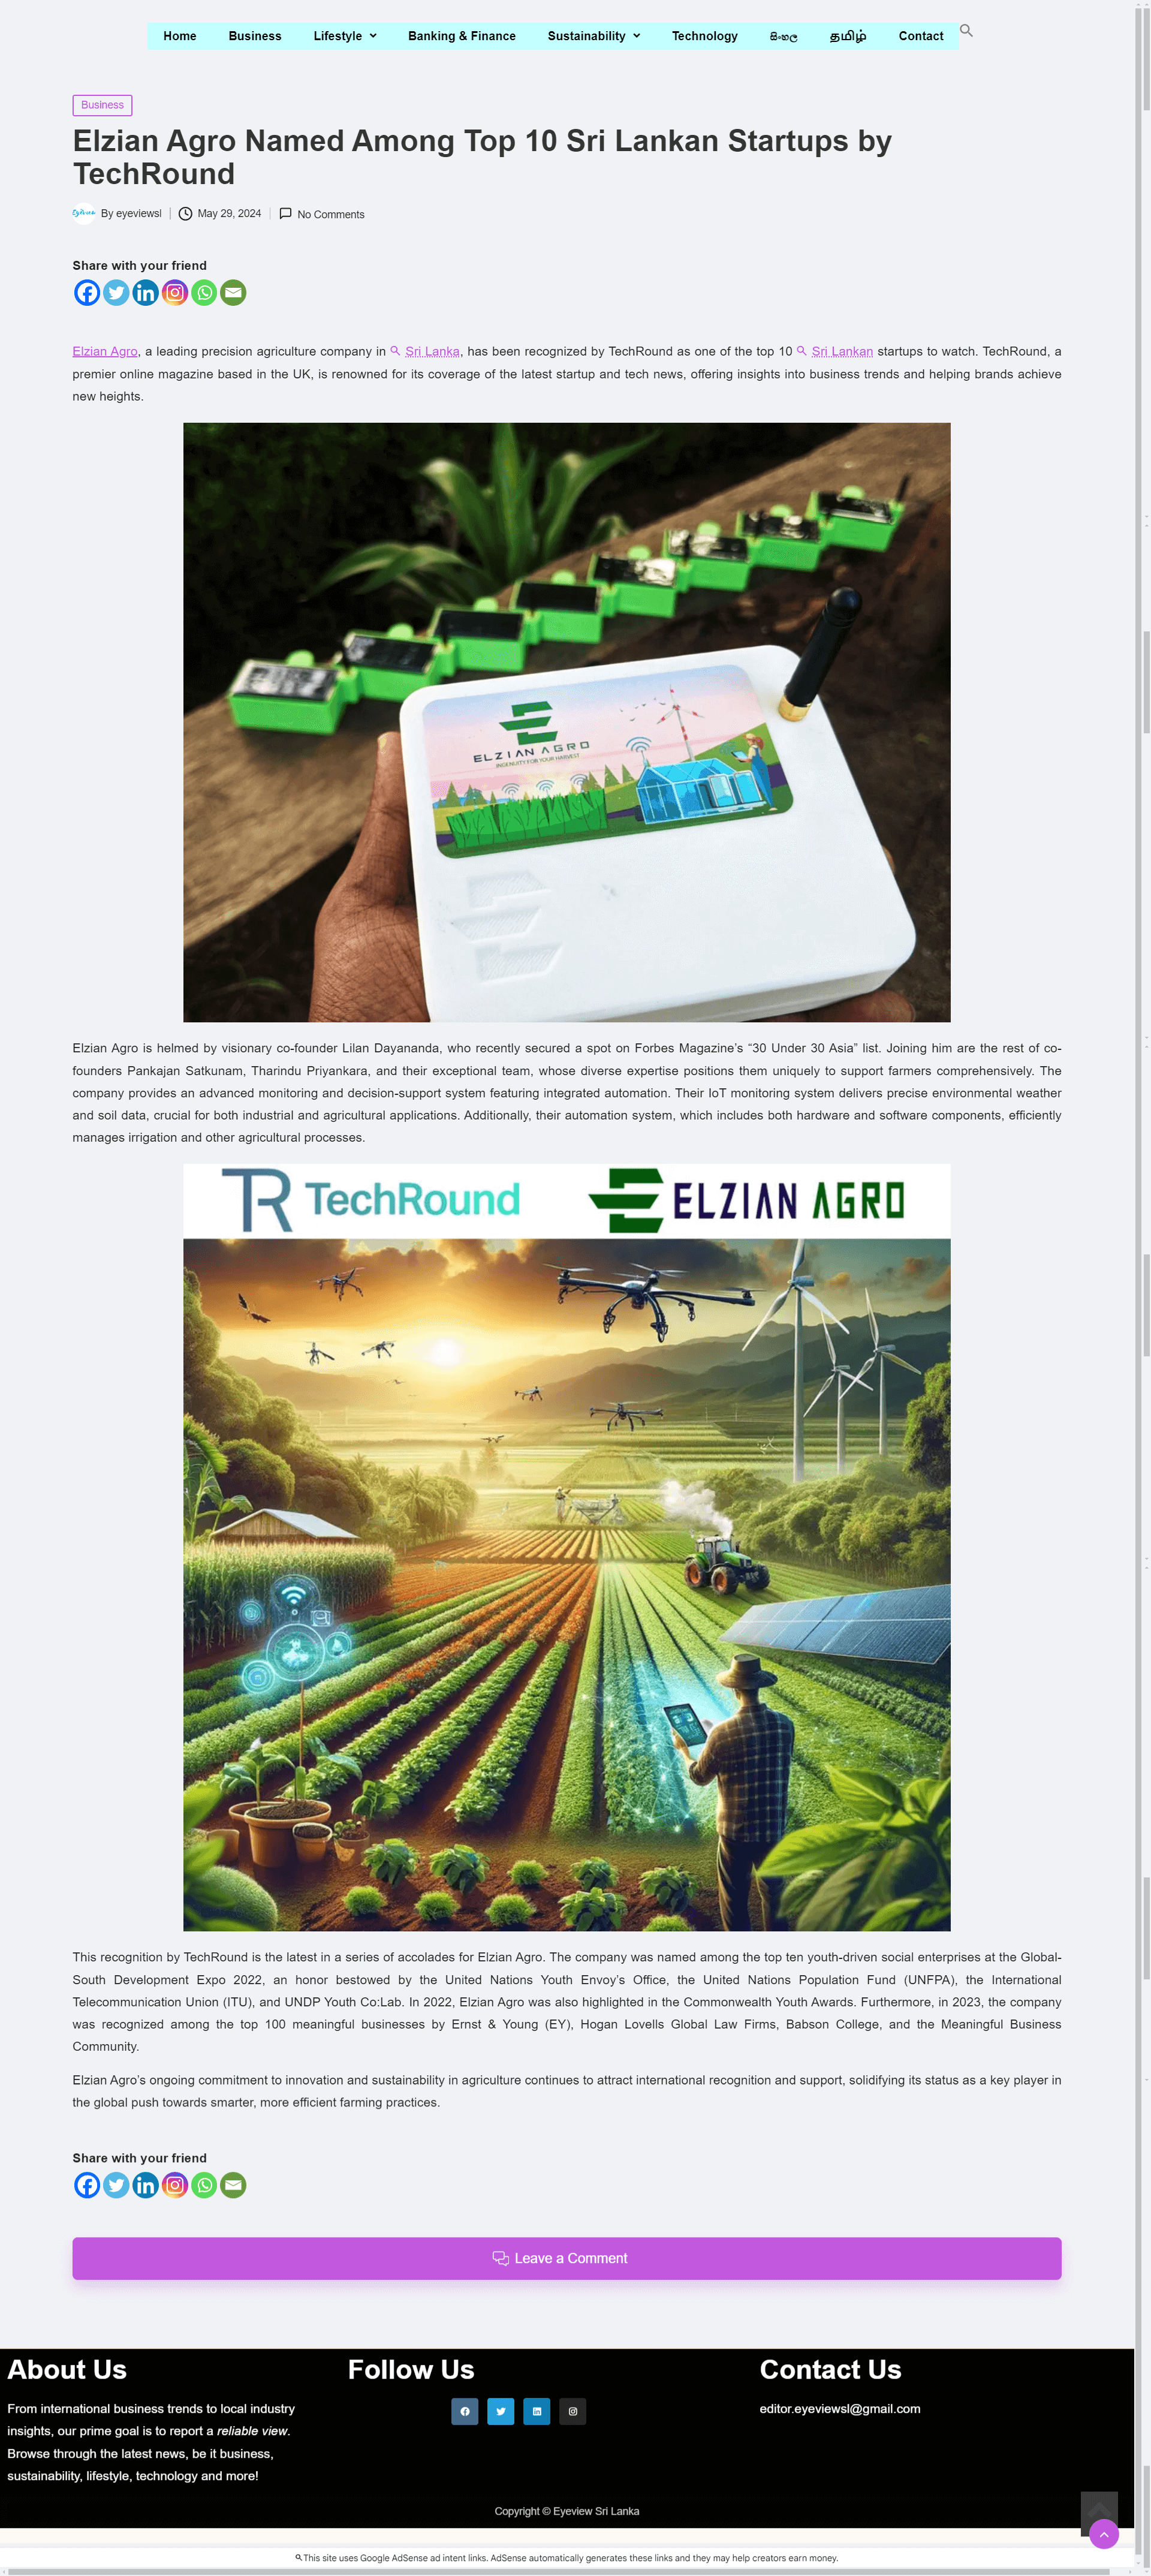 Home Business Lifestyle Banking & Finance Sustainability Technology සිංහල தமிழ் Contact
Business
Elzian Agro Named Among Top 10 Sri Lankan Startups by
TechRound
Eyeview By eyeviewsl May 29, 2024 No Comments
Share with your friend
Elzian Agro, a leading precision agriculture company in Sri Lanka, has been recognized by TechRound as one of the top 10 Sri Lankan startups to watch. TechRound, a
premier online magazine based in the UK, is renowned for its coverage of the latest startup and tech news, offering insights into business trends and helping brands achieve
new heights.
ELZIAN AGRO
INGENUITY FOR YOUR HARVEST
Elzian Agro is helmed by visionary co-founder Lilan Dayananda, who recently secured a spot on Forbes Magazine’s “30 Under 30 Asia” list. Joining him are the rest of co-
founders Pankajan Satkunam, Tharindu Priyankara, and their exceptional team, whose diverse expertise positions them uniquely to support farmers comprehensively. The
company provides an advanced monitoring and decision-support system featuring integrated automation. Their IoT monitoring system delivers precise environmental weather
and soil data, crucial for both industrial and agricultural applications. Additionally, their automation system, which includes both hardware and software components, efficiently
manages irrigation and other agricultural processes.
TR TechRound ELZIAN AGRO
This recognition by TechRound is the latest in a series of accolades for Elzian Agro. The company was named among the top ten youth-driven social enterprises at the Global-
South Development Expo 2022, an honor bestowed by the United Nations Youth Envoy’s Office, the United Nations Population Fund (UNFPA), the International
Telecommunication Union (ITU), and UNDP Youth Co:Lab. In 2022, Elzian Agro was also highlighted in the Commonwealth Youth Awards. Furthermore, in 2023, the company
was recognized among the top 100 meaningful businesses by Ernst & Young (EY), Hogan Lovells Global Law Firms, Babson College, and the Meaningful Business
Community.
Elzian Agro’s ongoing commitment to innovation and sustainability in agriculture continues to attract international recognition and support, solidifying its status as a key player in
the global push towards smarter, more efficient farming practices.
Share with your friend
Leave a Comment
About Us
From international business trends to local industry
insights, our prime goal is to report a reliable view.
Browse through the latest news, be it business,
sustainability, lifestyle, technology and more!
Follow Us
Contact Us
editor.eyeviewsl@gmail.com
Copyright © Eyeview Sri Lanka
This site uses Google AdSense ad intent links. AdSense automatically generates these links and they may help creators earn money.